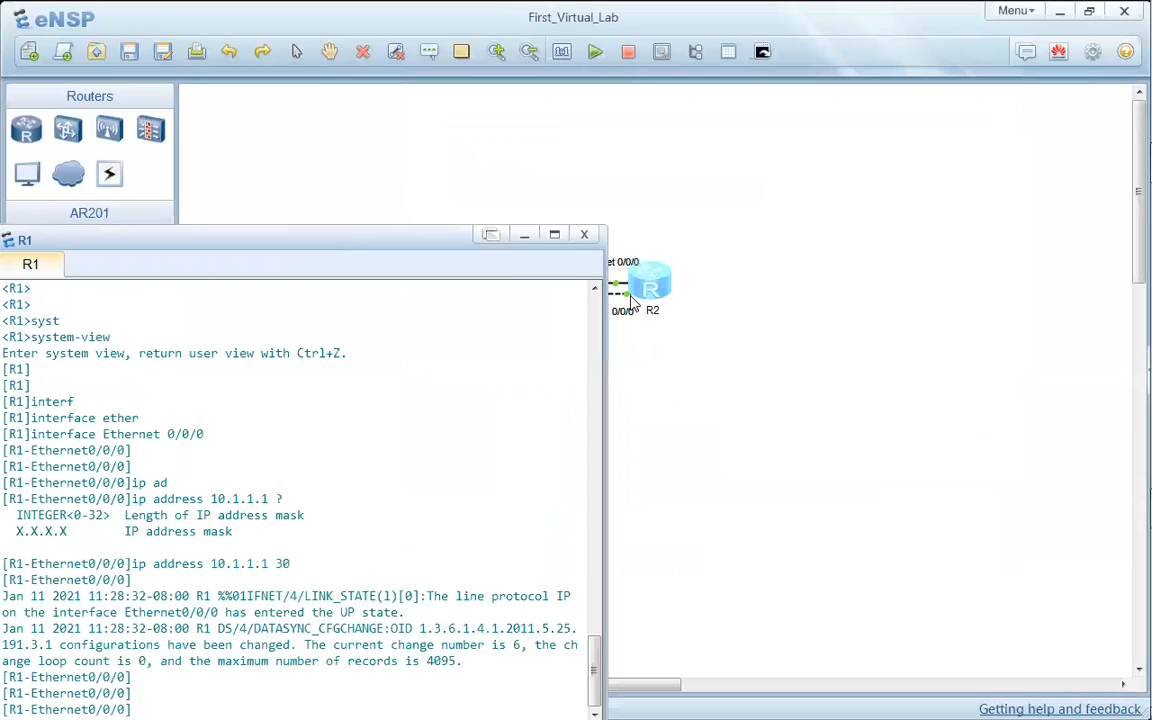 eNSP
First_Virtual_Lab
Menu
Routers
R
AR201
R1
R1
<R1>
<R1>
<R1>syst
<R1>system-view
Enter system view, return user view with Ctrl+Z.
[R1]
[R1]
[R1]interf
[R1]interface ether
[R1]interface Ethernet 0/0/0
[R1-Ethernet0/0/0]
[R1-Ethernet0/0/0]
[R1-Ethernet0/0/0]ip ad
[R1-Ethernet0/0/0]ip address 10.1.1.1 ?
INTEGER<0-32> Length of IP address mask
X.X.X.X IP address mask
[R1-Ethernet0/0/0]ip address 10.1.1.1 30
[R1-Ethernet0/0/0]
Jan 11 2021 11:28:32-08:00 R1 %%01IFNET/4/LINK_STATE(l)[0]:The line protocol IP
on the interface Ethernet0/0/0 has entered the UP state.
Jan 11 2021 11:28:32-08:00 R1 DS/4/DATASYNC_CFGCHANGE:OID 1.3.6.1.4.1.2011.5.25.
191.3.1 configurations have been changed. The current change number is 6, the ch
ange loop count is 0, and the maximum number of records is 4095.
[R1-Ethernet0/0/0]
[R1-Ethernet0/0/0]
[R1-Ethernet0/0/0]
et 0/0/0
R
0/0/0
R2
Getting help and feedback